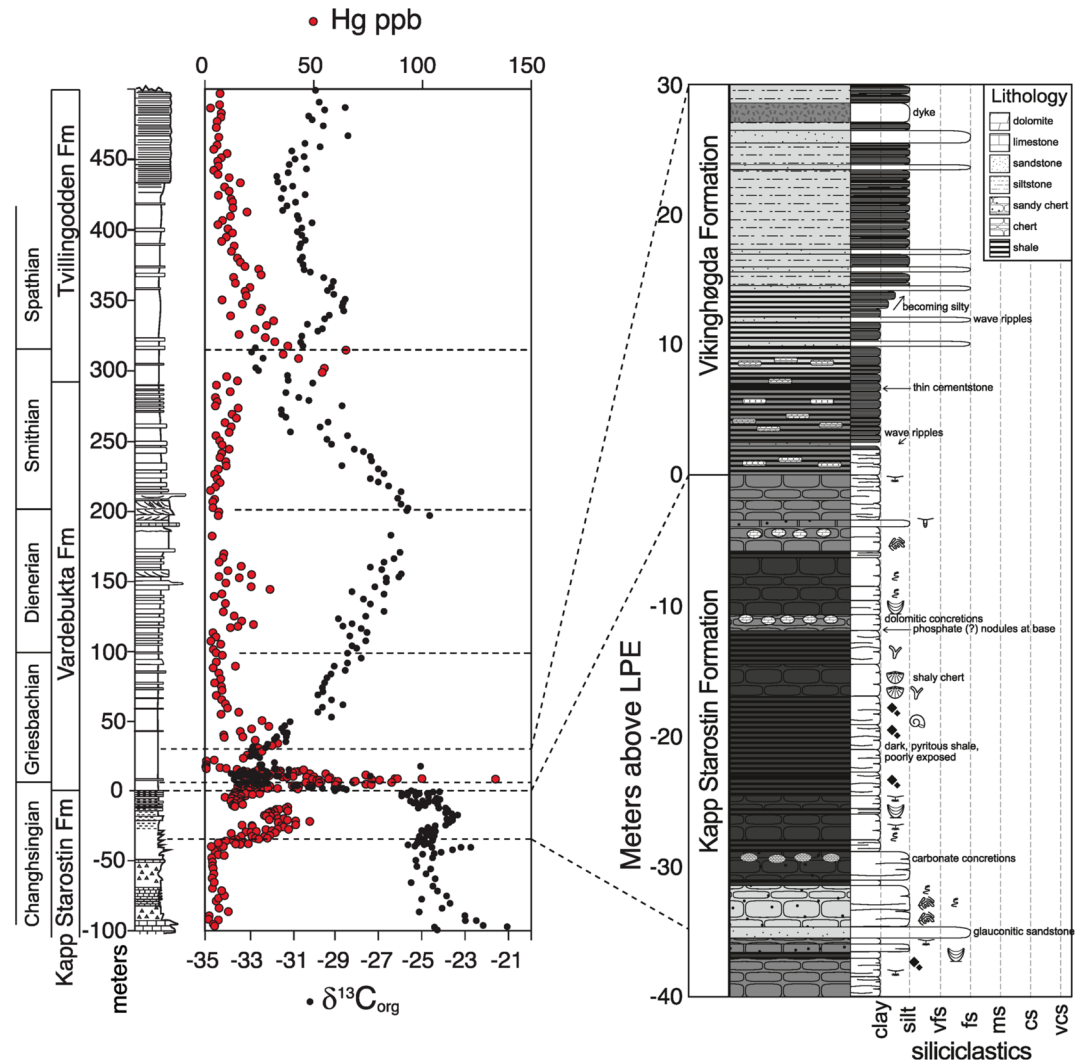 Hg ppb
0
50
100
150
Tvillingodden Fm
Vardebukta Fm
Kapp Starostin Fm
Spathian
Smithian
Dienerian
Griesbachian
Changhsingian
450
400
350
300
250
200
150
100
50
0
-50
-100
meters
-35
-33
-31
-29
-27
-25
-23
-21
δ¹³Corg
Meters above LPE
30
20
10
0
-10
-20
-30
-40
Vikinghøgda Formation
Kapp Starostin Formation
Lithology
dolomite
limestone
sandstone
siltstone
sandy chert
chert
shale
dyke
becoming silty
wave ripples
thin cementstone
wave ripples
dolomitic concretions
phosphate (?) nodules at base
shaly chert
dark, pyritous shale,
poorly exposed
carbonate concretions
glauconitic sandstone
clay
silt
vfs
fs
ms
cs
vcs
siliciclastics